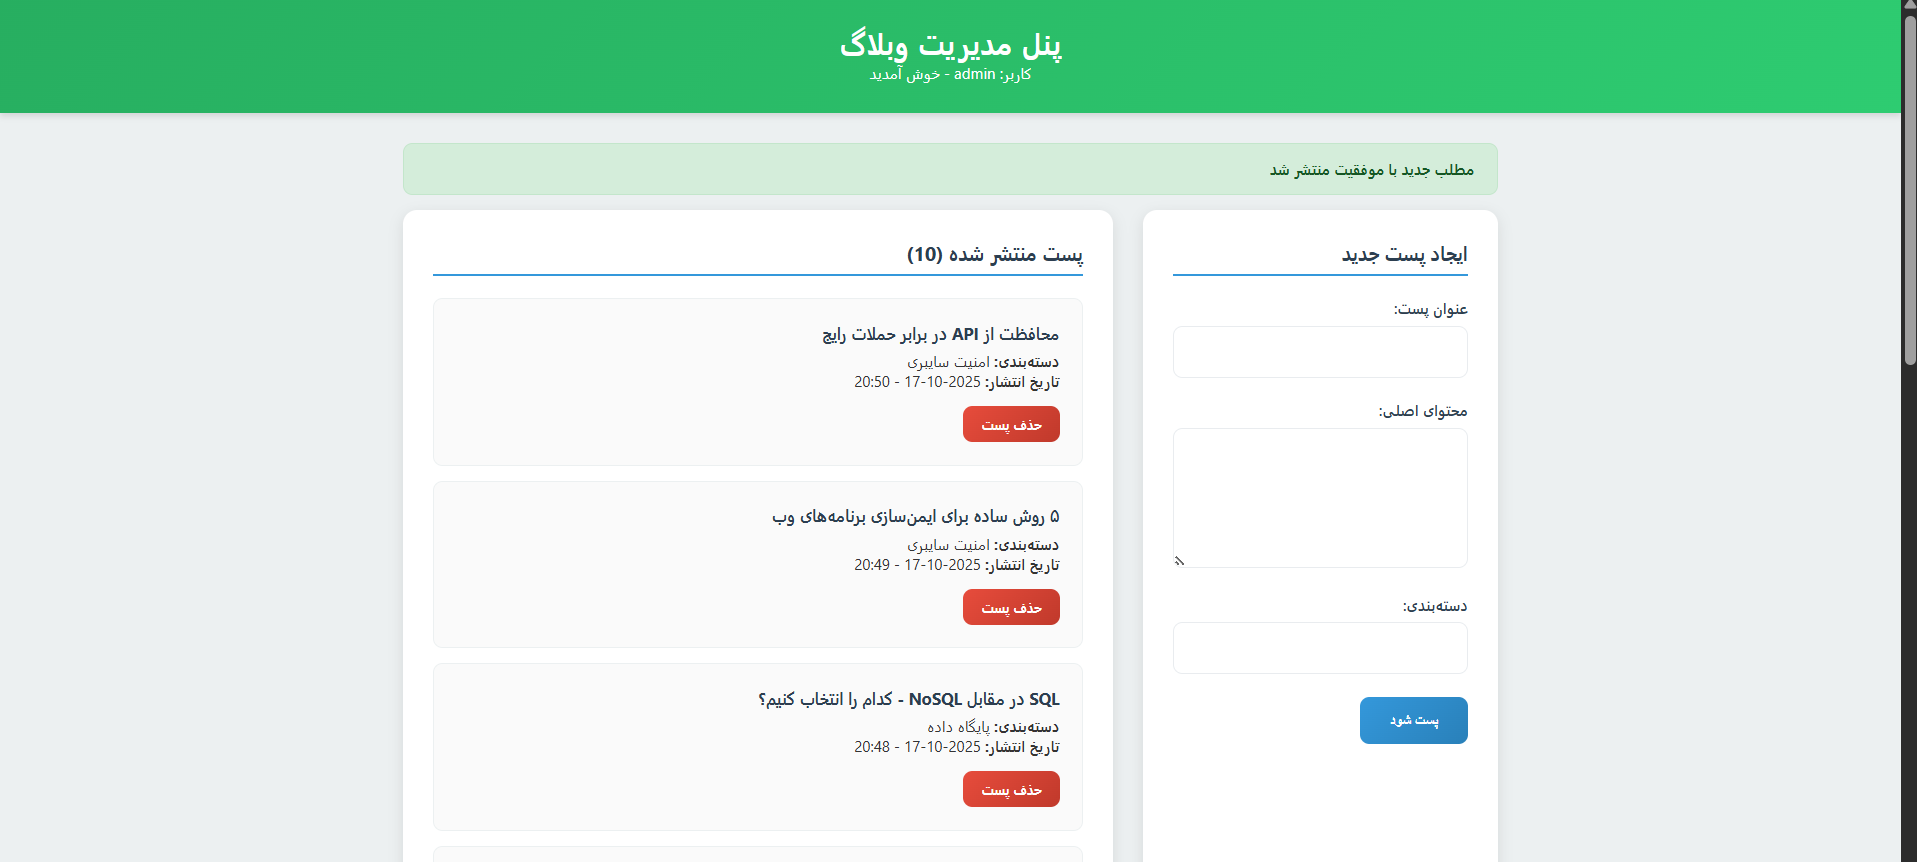 پنل مدیریت وبلاگ
کاربر: admin - خوش آمدید
مطلب جدید با موفقیت منتشر شد
ایجاد پست جدید
عنوان پست:
محتوای اصلی:
دسته‌بندی:
پست شود
پست منتشر شده (10)
محافظت از API در برابر حملات رایج
دسته‌بندی: امنیت سایبری
تاریخ انتشار: 2025-10-17 - 20:50
حذف پست
۵ روش ساده برای ایمن‌سازی برنامه‌های وب
دسته‌بندی: امنیت سایبری
تاریخ انتشار: 2025-10-17 - 20:49
حذف پست
SQL در مقابل NoSQL - کدام را انتخاب کنیم؟
دسته‌بندی: پایگاه داده
تاریخ انتشار: 2025-10-17 - 20:48
حذف پست